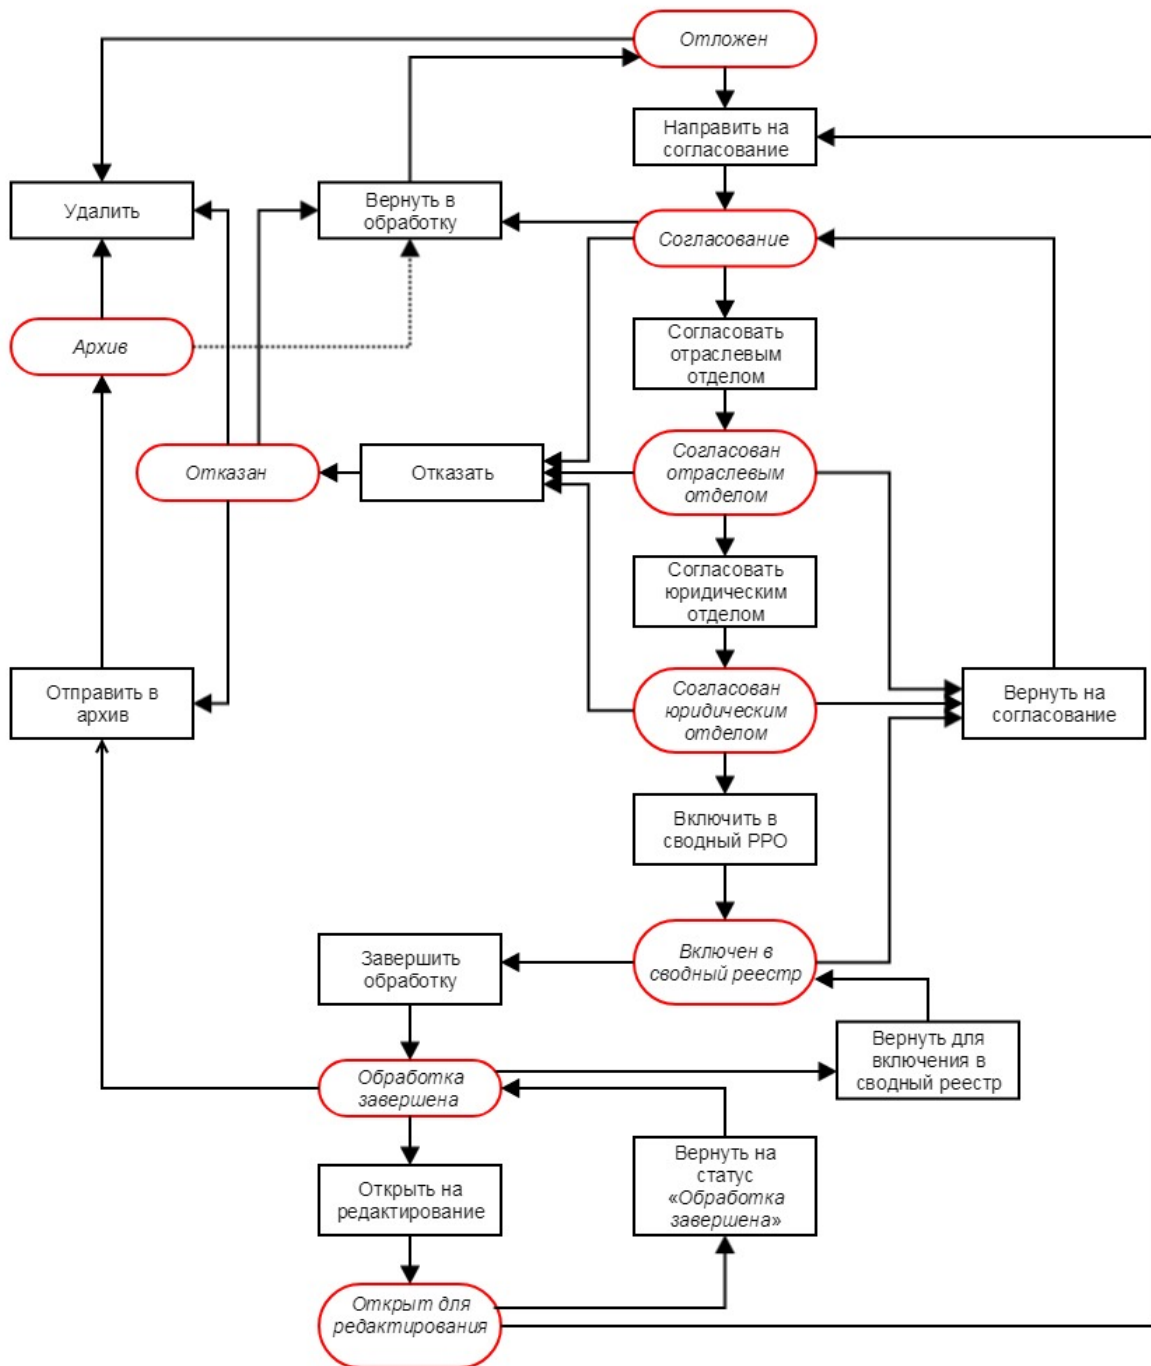 Отложен
Направить на
согласование
Удалить
Вернуть в
обработку
Согласование
Архив
Согласовать
отраслевым
отделом
Отказан
Отказать
Согласован
отраслевым
отделом
Согласовать
юридическим
отделом
Отправить в
архив
Согласован
юридическим
отделом
Вернуть на
согласование
Включить в
сводный РРО
Завершить
обработку
Включен в
сводный реестр
Вернуть для
включения в
сводный реестр
Обработка
завершена
Открыть на
редактирование
Вернуть на
статус
«Обработка
завершена»
Открыт для
редактирования